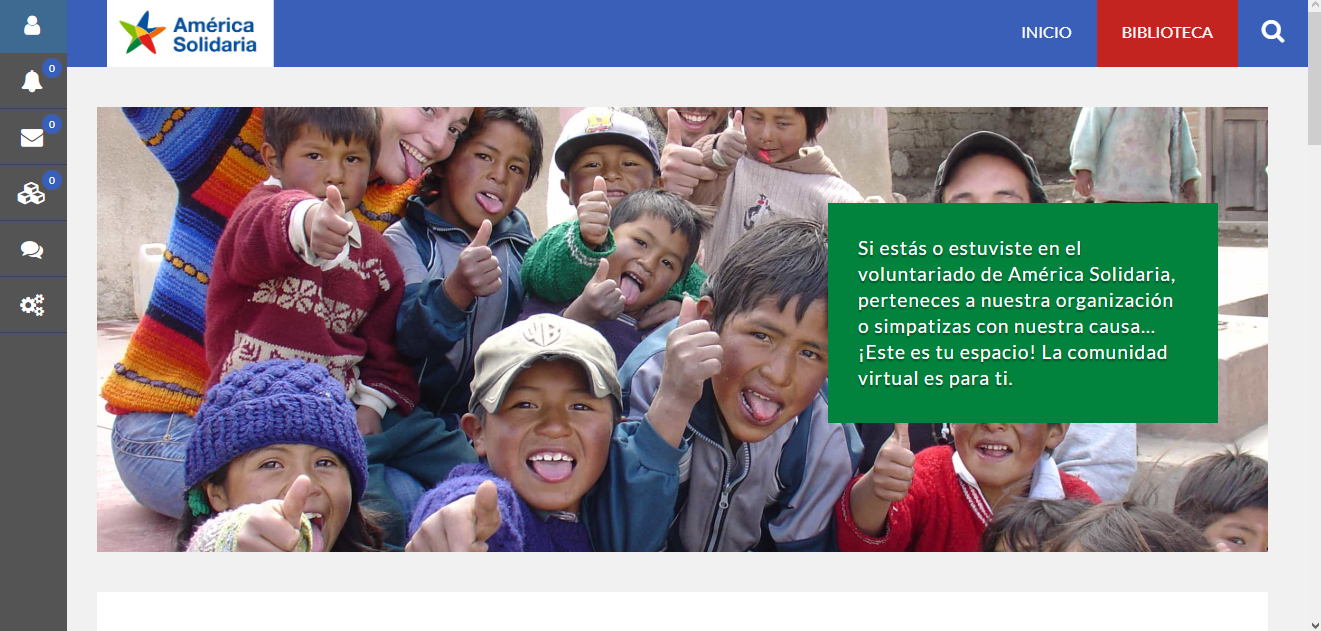 América
Solidaria
INICIO
BIBLIOTECA
0
0
0
Si estás o estuviste en el
voluntariado de América Solidaria,
perteneces a nuestra organización
o simpatizas con nuestra causa...
¡Este es tu espacio! La comunidad
virtual es para ti.